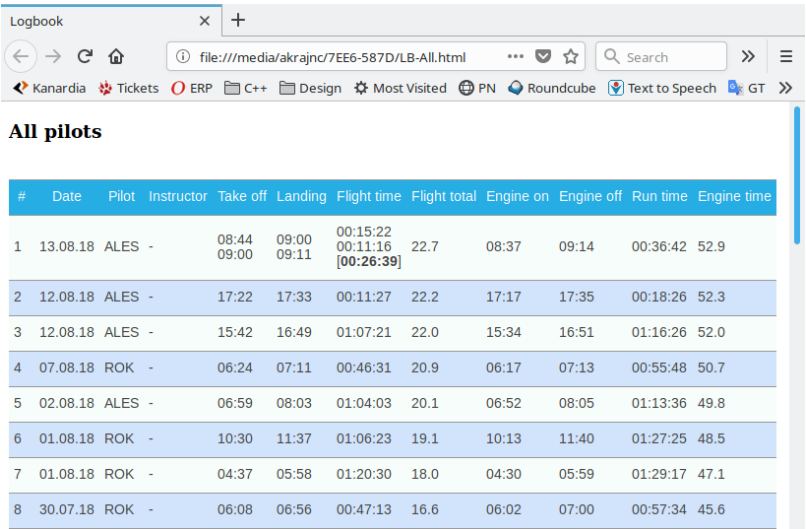 Logbook
file:///media/akrajnc/7EE6-587D/LB-All.html
Search
Kanardia Tickets ERP C++ Design Most Visited PN Roundcube Text to Speech GT
All pilots
# Date Pilot Instructor Take off Landing Flight time Flight total Engine on Engine off Run time Engine time
1 13.08.18 ALES - 08:44 09:00 09:00 09:11 00:15:22 00:11:16 [00:26:39] 22.7 08:37 09:14 00:36:42 52.9
2 12.08.18 ALES - 17:22 17:33 00:11:27 22.2 17:17 17:35 00:18:26 52.3
3 12.08.18 ALES - 15:42 16:49 01:07:21 22.0 15:34 16:51 01:16:26 52.0
4 07.08.18 ROK - 06:24 07:11 00:46:31 20.9 06:17 07:13 00:55:48 50.7
5 02.08.18 ALES - 06:59 08:03 01:04:03 20.1 06:52 08:05 01:13:36 49.8
6 01.08.18 ROK - 10:30 11:37 01:06:23 19.1 10:13 11:40 01:27:25 48.5
7 01.08.18 ROK - 04:37 05:58 01:20:30 18.0 04:30 05:59 01:29:17 47.1
8 30.07.18 ROK - 06:08 06:56 00:47:13 16.6 06:02 07:00 00:57:34 45.6